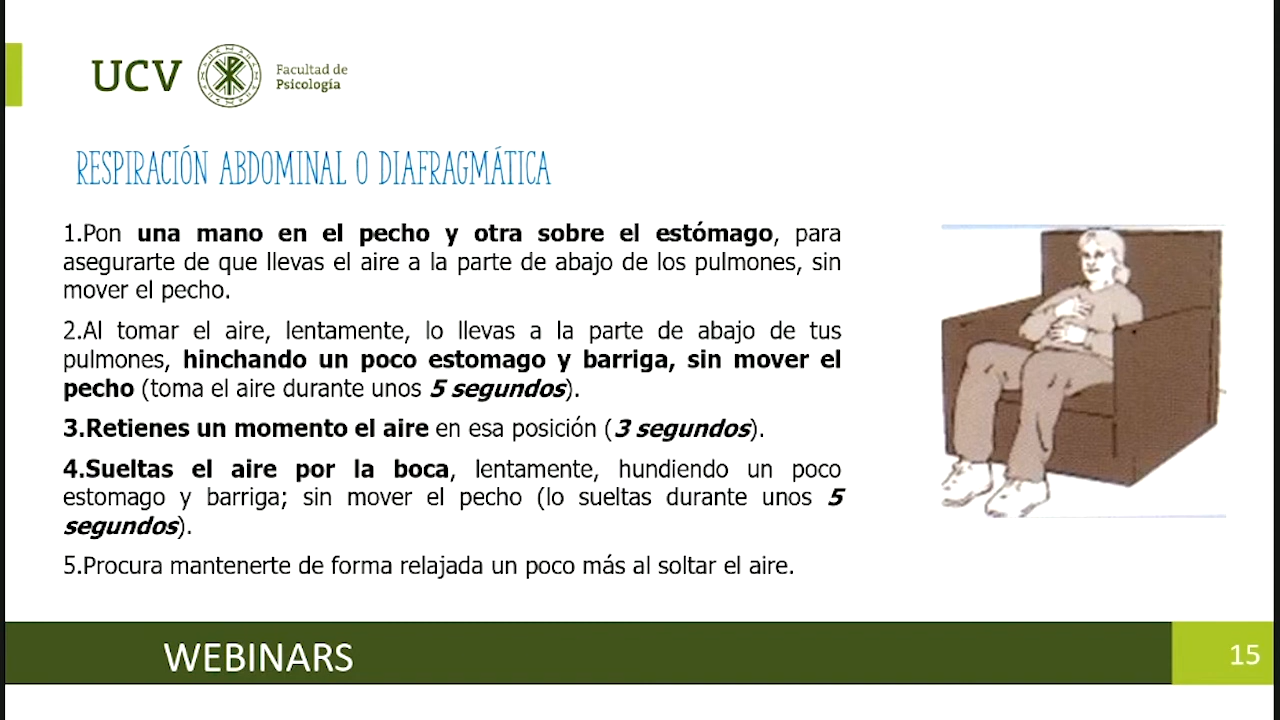 UCV
Facultad de
Psicología
RESPIRACIÓN ABDOMINAL O DIAFRAGMÁTICA
1.Pon una mano en el pecho y otra sobre el estómago, para
asegurarte de que llevas el aire a la parte de abajo de los pulmones, sin
mover el pecho.
2.Al tomar el aire, lentamente, lo llevas a la parte de abajo de tus
pulmones, hinchando un poco estomago y barriga, sin mover el
pecho (toma el aire durante unos 5 segundos).
3.Retienes un momento el aire en esa posición (3 segundos).
4.Sueltas el aire por la boca, lentamente, hundiendo un poco
estomago y barriga; sin mover el pecho (lo sueltas durante unos 5
segundos).
5.Procura mantenerte de forma relajada un poco más al soltar el aire.
WEBINARS
15